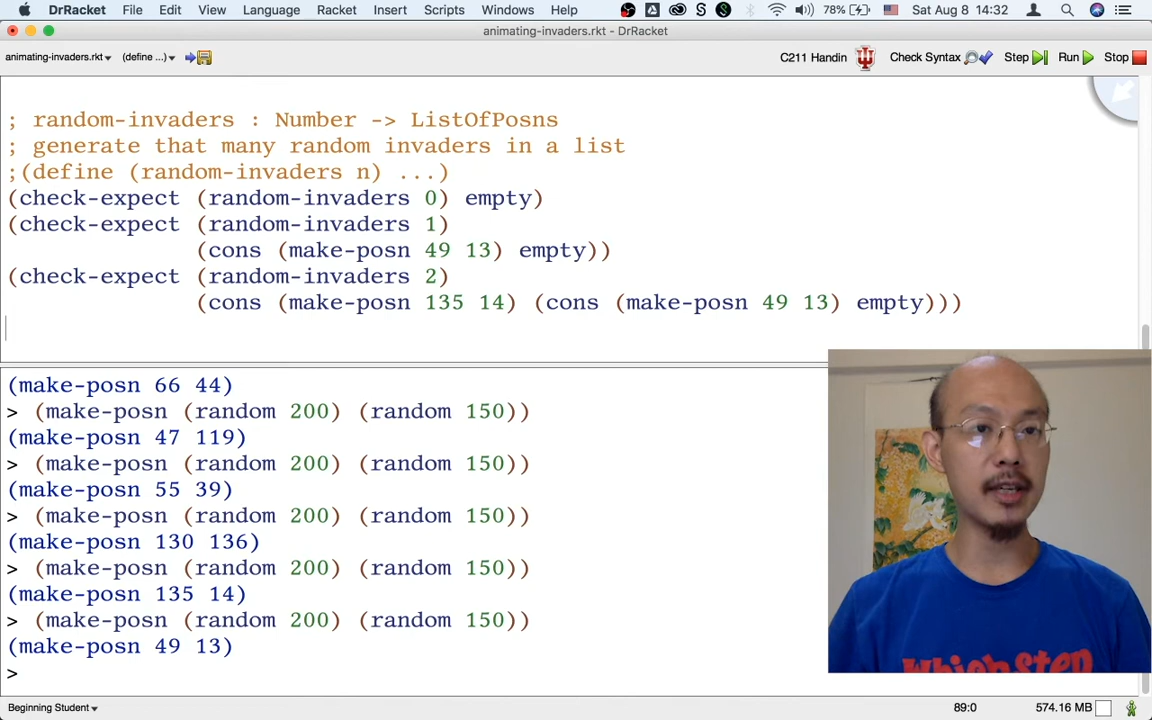 DrRacket File Edit View Language Racket Insert Scripts Windows Help 78% Sat Aug 8 14:32
animating-invaders.rkt - DrRacket
animating-invaders.rkt (define ...) C211 Handin Check Syntax Step Run Stop
; random-invaders : Number -> ListOfPosns
; generate that many random invaders in a list
;(define (random-invaders n) ...)
(check-expect (random-invaders 0) empty)
(check-expect (random-invaders 1)
(cons (make-posn 49 13) empty))
(check-expect (random-invaders 2)
(cons (make-posn 135 14) (cons (make-posn 49 13) empty)))
(make-posn 66 44)
> (make-posn (random 200) (random 150))
(make-posn 47 119)
> (make-posn (random 200) (random 150))
(make-posn 55 39)
> (make-posn (random 200) (random 150))
(make-posn 130 136)
> (make-posn (random 200) (random 150))
(make-posn 135 14)
> (make-posn (random 200) (random 150))
(make-posn 49 13)
>
Which Step
Beginning Student 89:0 574.16 MB